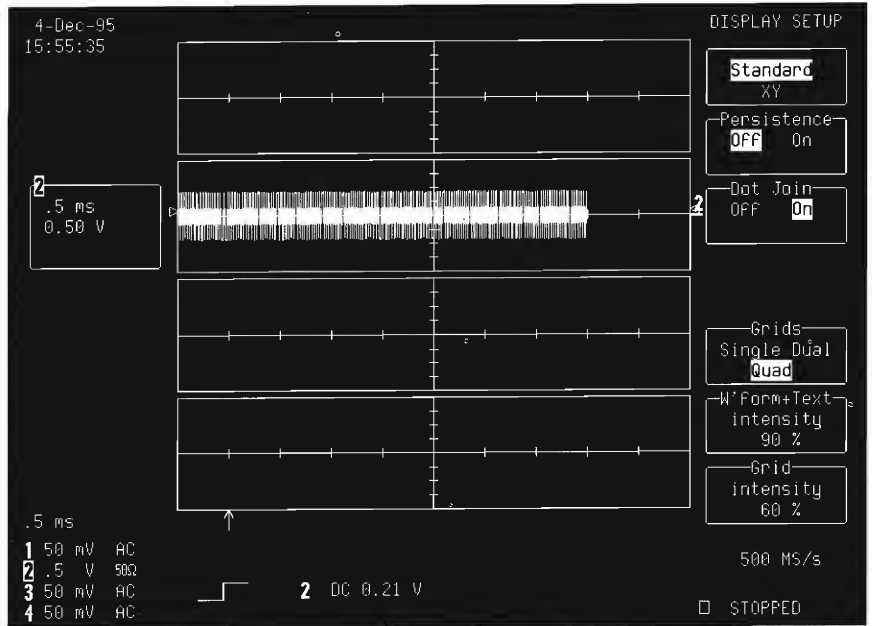 4-Dec-95
15:55:35
DISPLAY SETUP
Standard
XY
Persistence
Off On
Dot Join
Off On
2
.5 ms
0.50 V
2
Grids
Single Dual
Quad
W'form+Text
intensity
90 %
Grid
intensity
60 %
.5 ms
1 50 mV AC
2 .5 V 50Ω
3 50 mV AC
4 50 mV AC
2 DC 0.21 V
500 MS/s
□ STOPPED